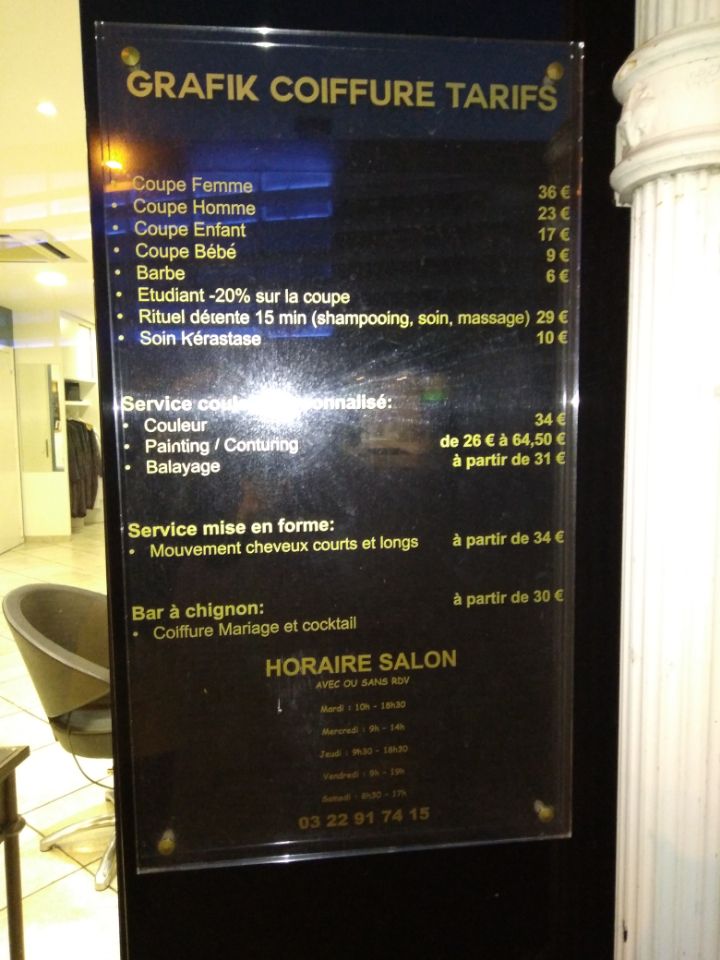 GRAFIK COIFFURE TARIFS
• Coupe Femme 36 €
• Coupe Homme 23 €
• Coupe Enfant 17 €
• Coupe Bébé 9 €
• Barbe 6 €
• Etudiant -20% sur la coupe
• Rituel détente 15 min (shampooing, soin, massage) 29 €
• Soin Kérastase 10 €
Service
• Couleur 34 €
• Painting / Conturing de 26 € à 64,50 €
• Balayage à partir de 31 €
Service mise en forme:
• Mouvement cheveux courts et longs à partir de 34 €
Bar à chignon: à partir de 30 €
• Coiffure Mariage et cocktail
HORAIRE SALON
AVEC OU SANS RDV
Mardi : 10h - 18h30
Mercredi : 9h - 14h
Jeudi : 9h30 - 18h30
Vendredi : 9h - 19h
Samedi : 8h30 - 17h
03 22 91 74 15